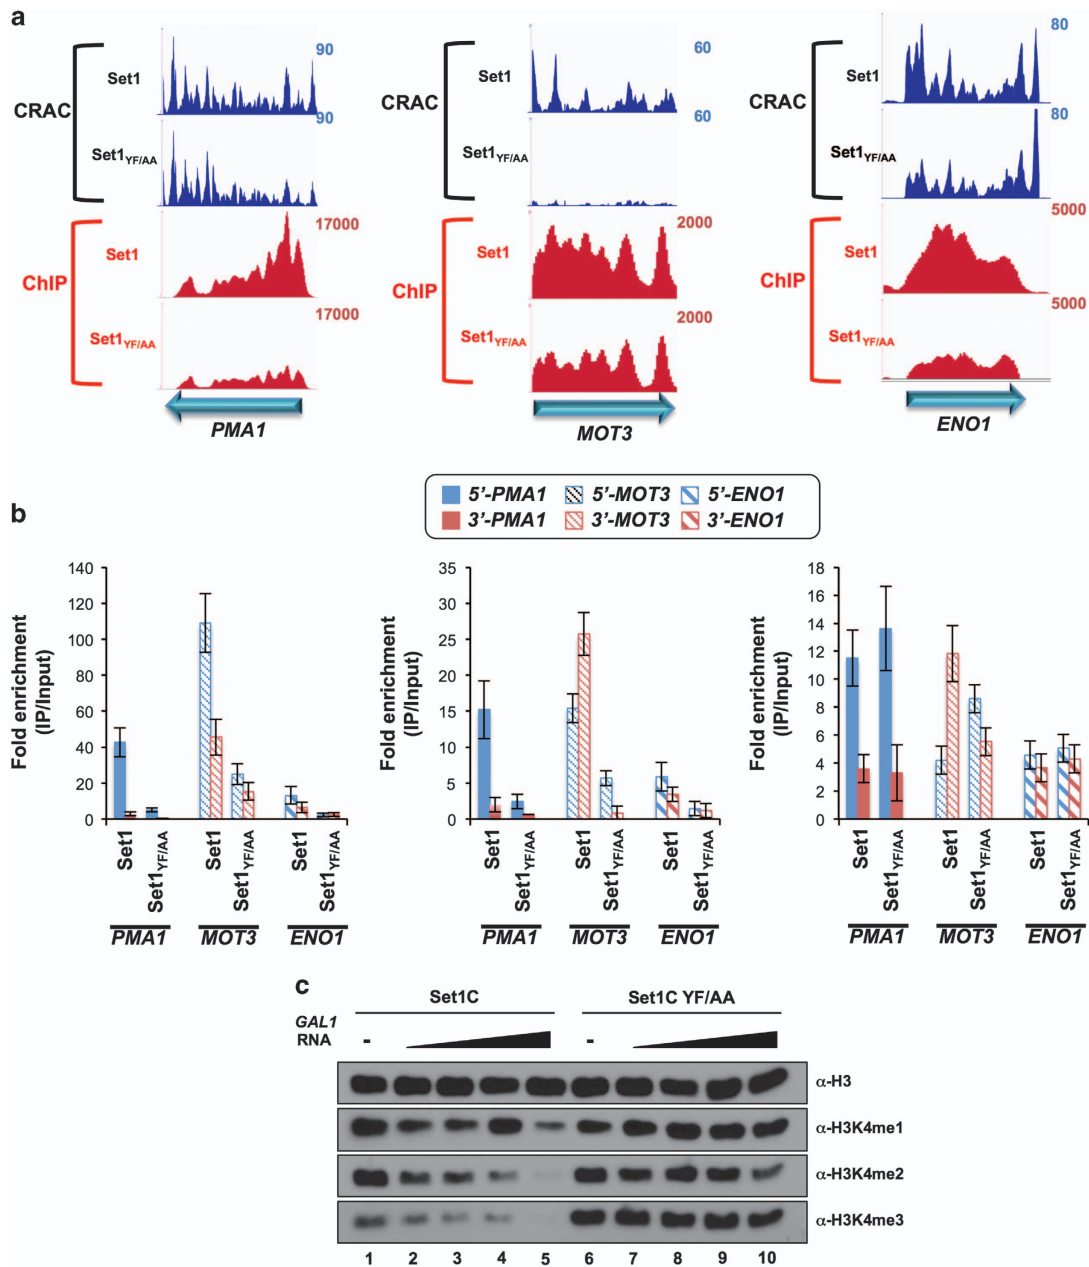 a
CRAC
Set1
90
Set1YF/AA
90
ChIP
Set1
17000
Set1YF/AA
17000
PMA1
CRAC
Set1
60
Set1YF/AA
60
ChIP
Set1
2000
Set1YF/AA
2000
MOT3
CRAC
Set1
80
Set1YF/AA
80
ChIP
Set1
5000
Set1YF/AA
5000
ENO1
b
5'-PMA1 5'-MOT3 5'-ENO1
3'-PMA1 3'-MOT3 3'-ENO1
Fold enrichment
(IP/Input)
140
120
100
80
60
40
20
0
Set1
Set1YF/AA
Set1
Set1YF/AA
Set1
Set1YF/AA
PMA1 MOT3 ENO1
Fold enrichment
(IP/Input)
35
30
25
20
15
10
5
0
Set1
Set1YF/AA
Set1
Set1YF/AA
Set1
Set1YF/AA
PMA1 MOT3 ENO1
Fold enrichment
(IP/Input)
18
16
14
12
10
8
6
4
2
0
Set1
Set1YF/AA
Set1
Set1YF/AA
Set1
Set1YF/AA
PMA1 MOT3 ENO1
c
Set1C Set1C YF/AA
GAL1
RNA - -
α-H3
α-H3K4me1
α-H3K4me2
α-H3K4me3
1 2 3 4 5 6 7 8 9 10